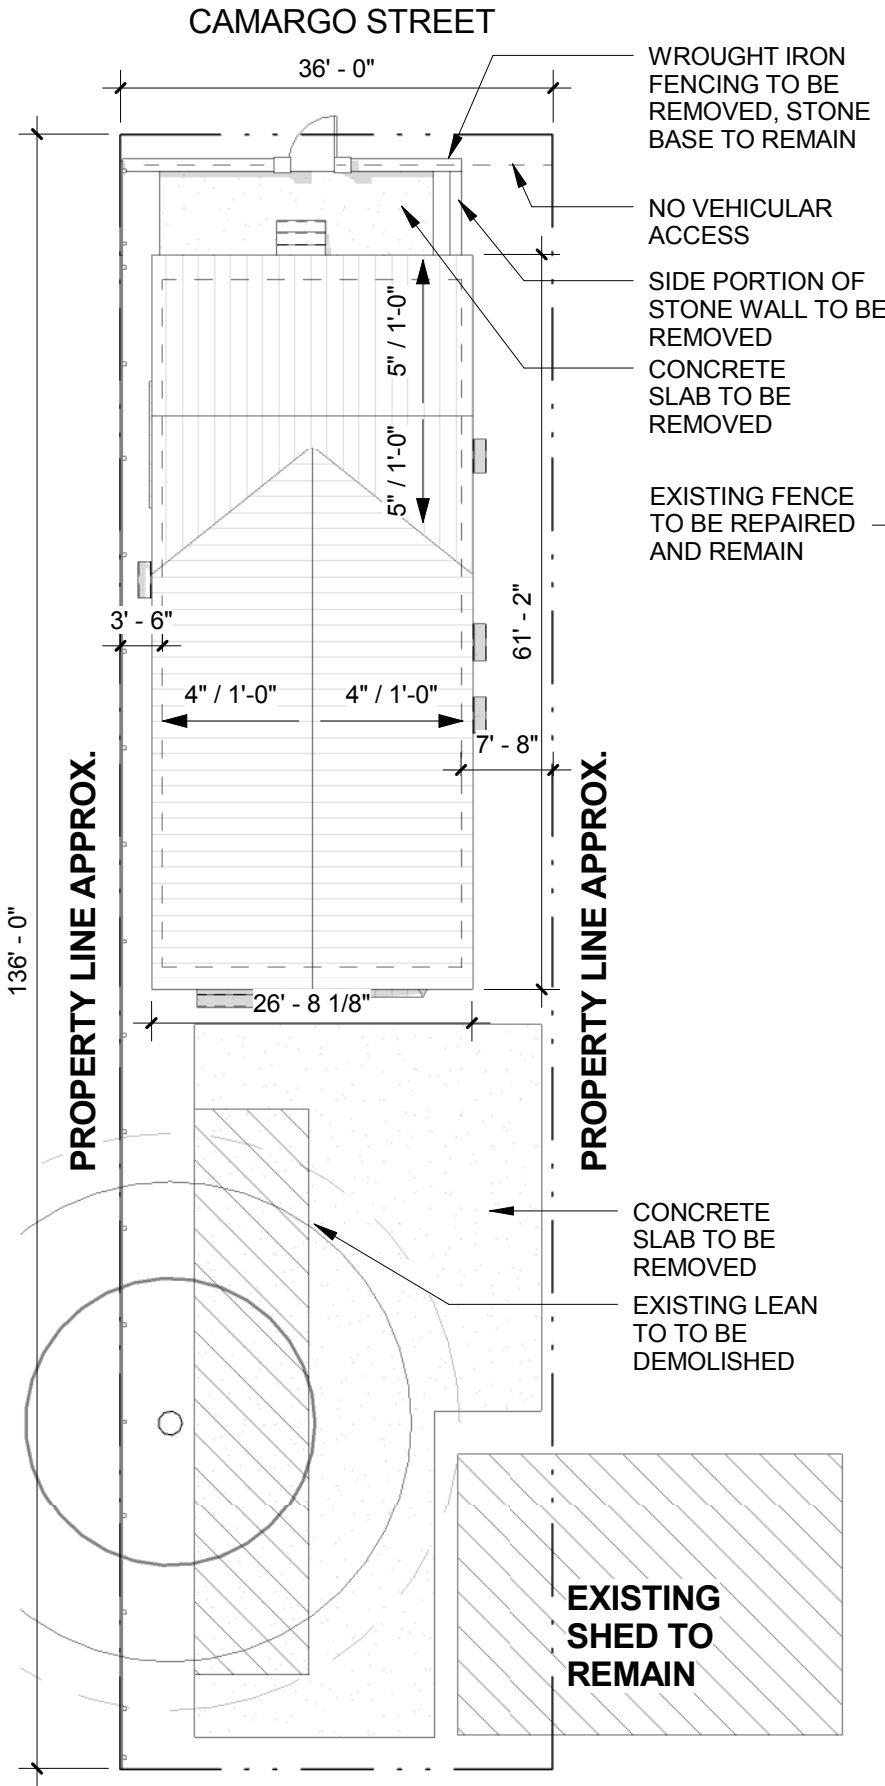 CAMARGO STREET
36' - 0"
WROUGHT IRON
FENCING TO BE
REMOVED, STONE
BASE TO REMAIN
NO VEHICULAR
ACCESS
SIDE PORTION OF
STONE WALL TO BE
REMOVED
CONCRETE
SLAB TO BE
REMOVED
5" / 1'-0"
5" / 1'-0"
EXISTING FENCE
TO BE REPAIRED
AND REMAIN
61' - 2"
3' - 6"
4" / 1'-0"
4" / 1'-0"
7' - 8"
PROPERTY LINE APPROX.
PROPERTY LINE APPROX.
136' - 0"
26' - 8 1/8"
CONCRETE
SLAB TO BE
REMOVED
EXISTING LEAN
TO TO BE
DEMOLISHED
EXISTING
SHED TO
REMAIN